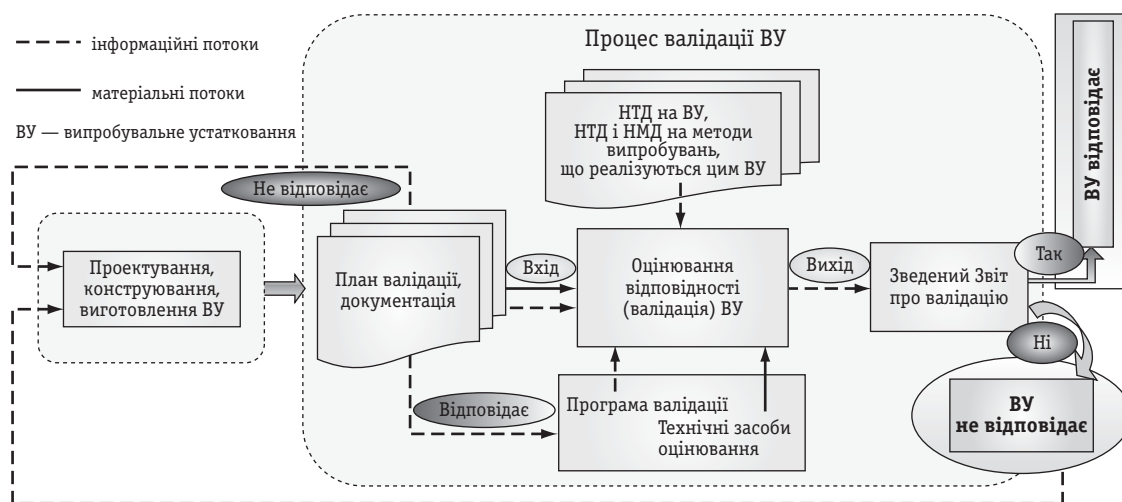 Процес валідації ВУ
інформаційні потоки
матеріальні потоки
ВУ — випробувальне устатковання
НТД на ВУ,
НТД і НМД на методи
випробувань,
що реалізуються цим ВУ
ВУ відповідає
Не відповідає
Проектування,
конструювання,
виготовлення ВУ
План валідації,
документація
Вхід
Оцінювання
відповідності
(валідація) ВУ
Вихід
Зведений Звіт
про валідацію
Так
Ні
ВУ
не відповідає
Відповідає
Програма валідації
Технічні засоби
оцінювання